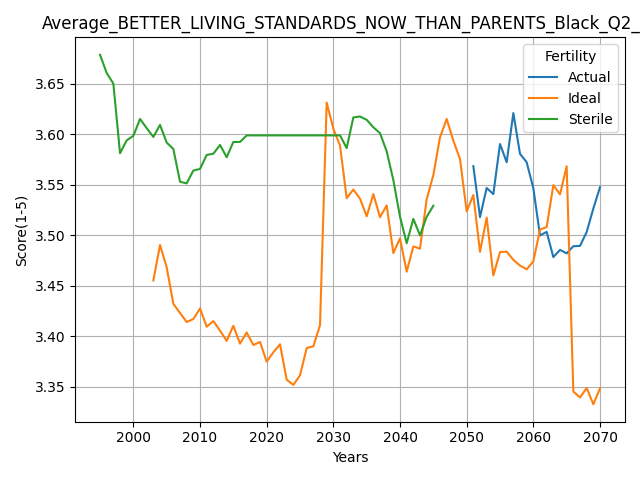 Average_BETTER_LIVING_STANDARDS_NOW_THAN_PARENTS_Black_Q2_
Fertility
Actual
Ideal
Sterile
Score(1-5)
3.65
3.60
3.55
3.50
3.45
3.40
3.35
2000 2010 2020 2030 2040 2050 2060 2070
Years